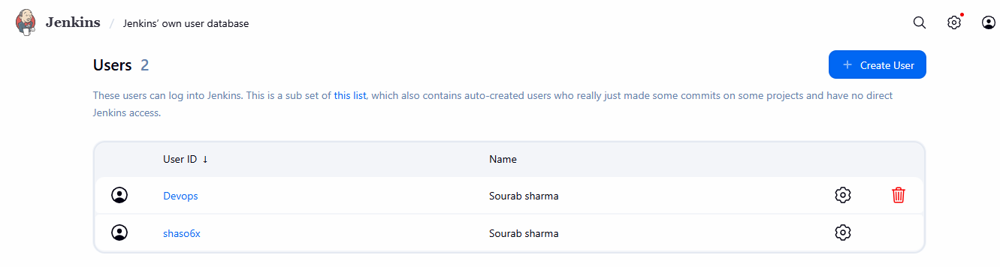 Jenkins / Jenkins’ own user database
Users 2
+ Create User
These users can log into Jenkins. This is a sub set of this list, which also contains auto-created users who really just made some commits on some projects and have no direct
Jenkins access.
User ID ↓ Name
Devops Sourab sharma
shaso6x Sourab sharma